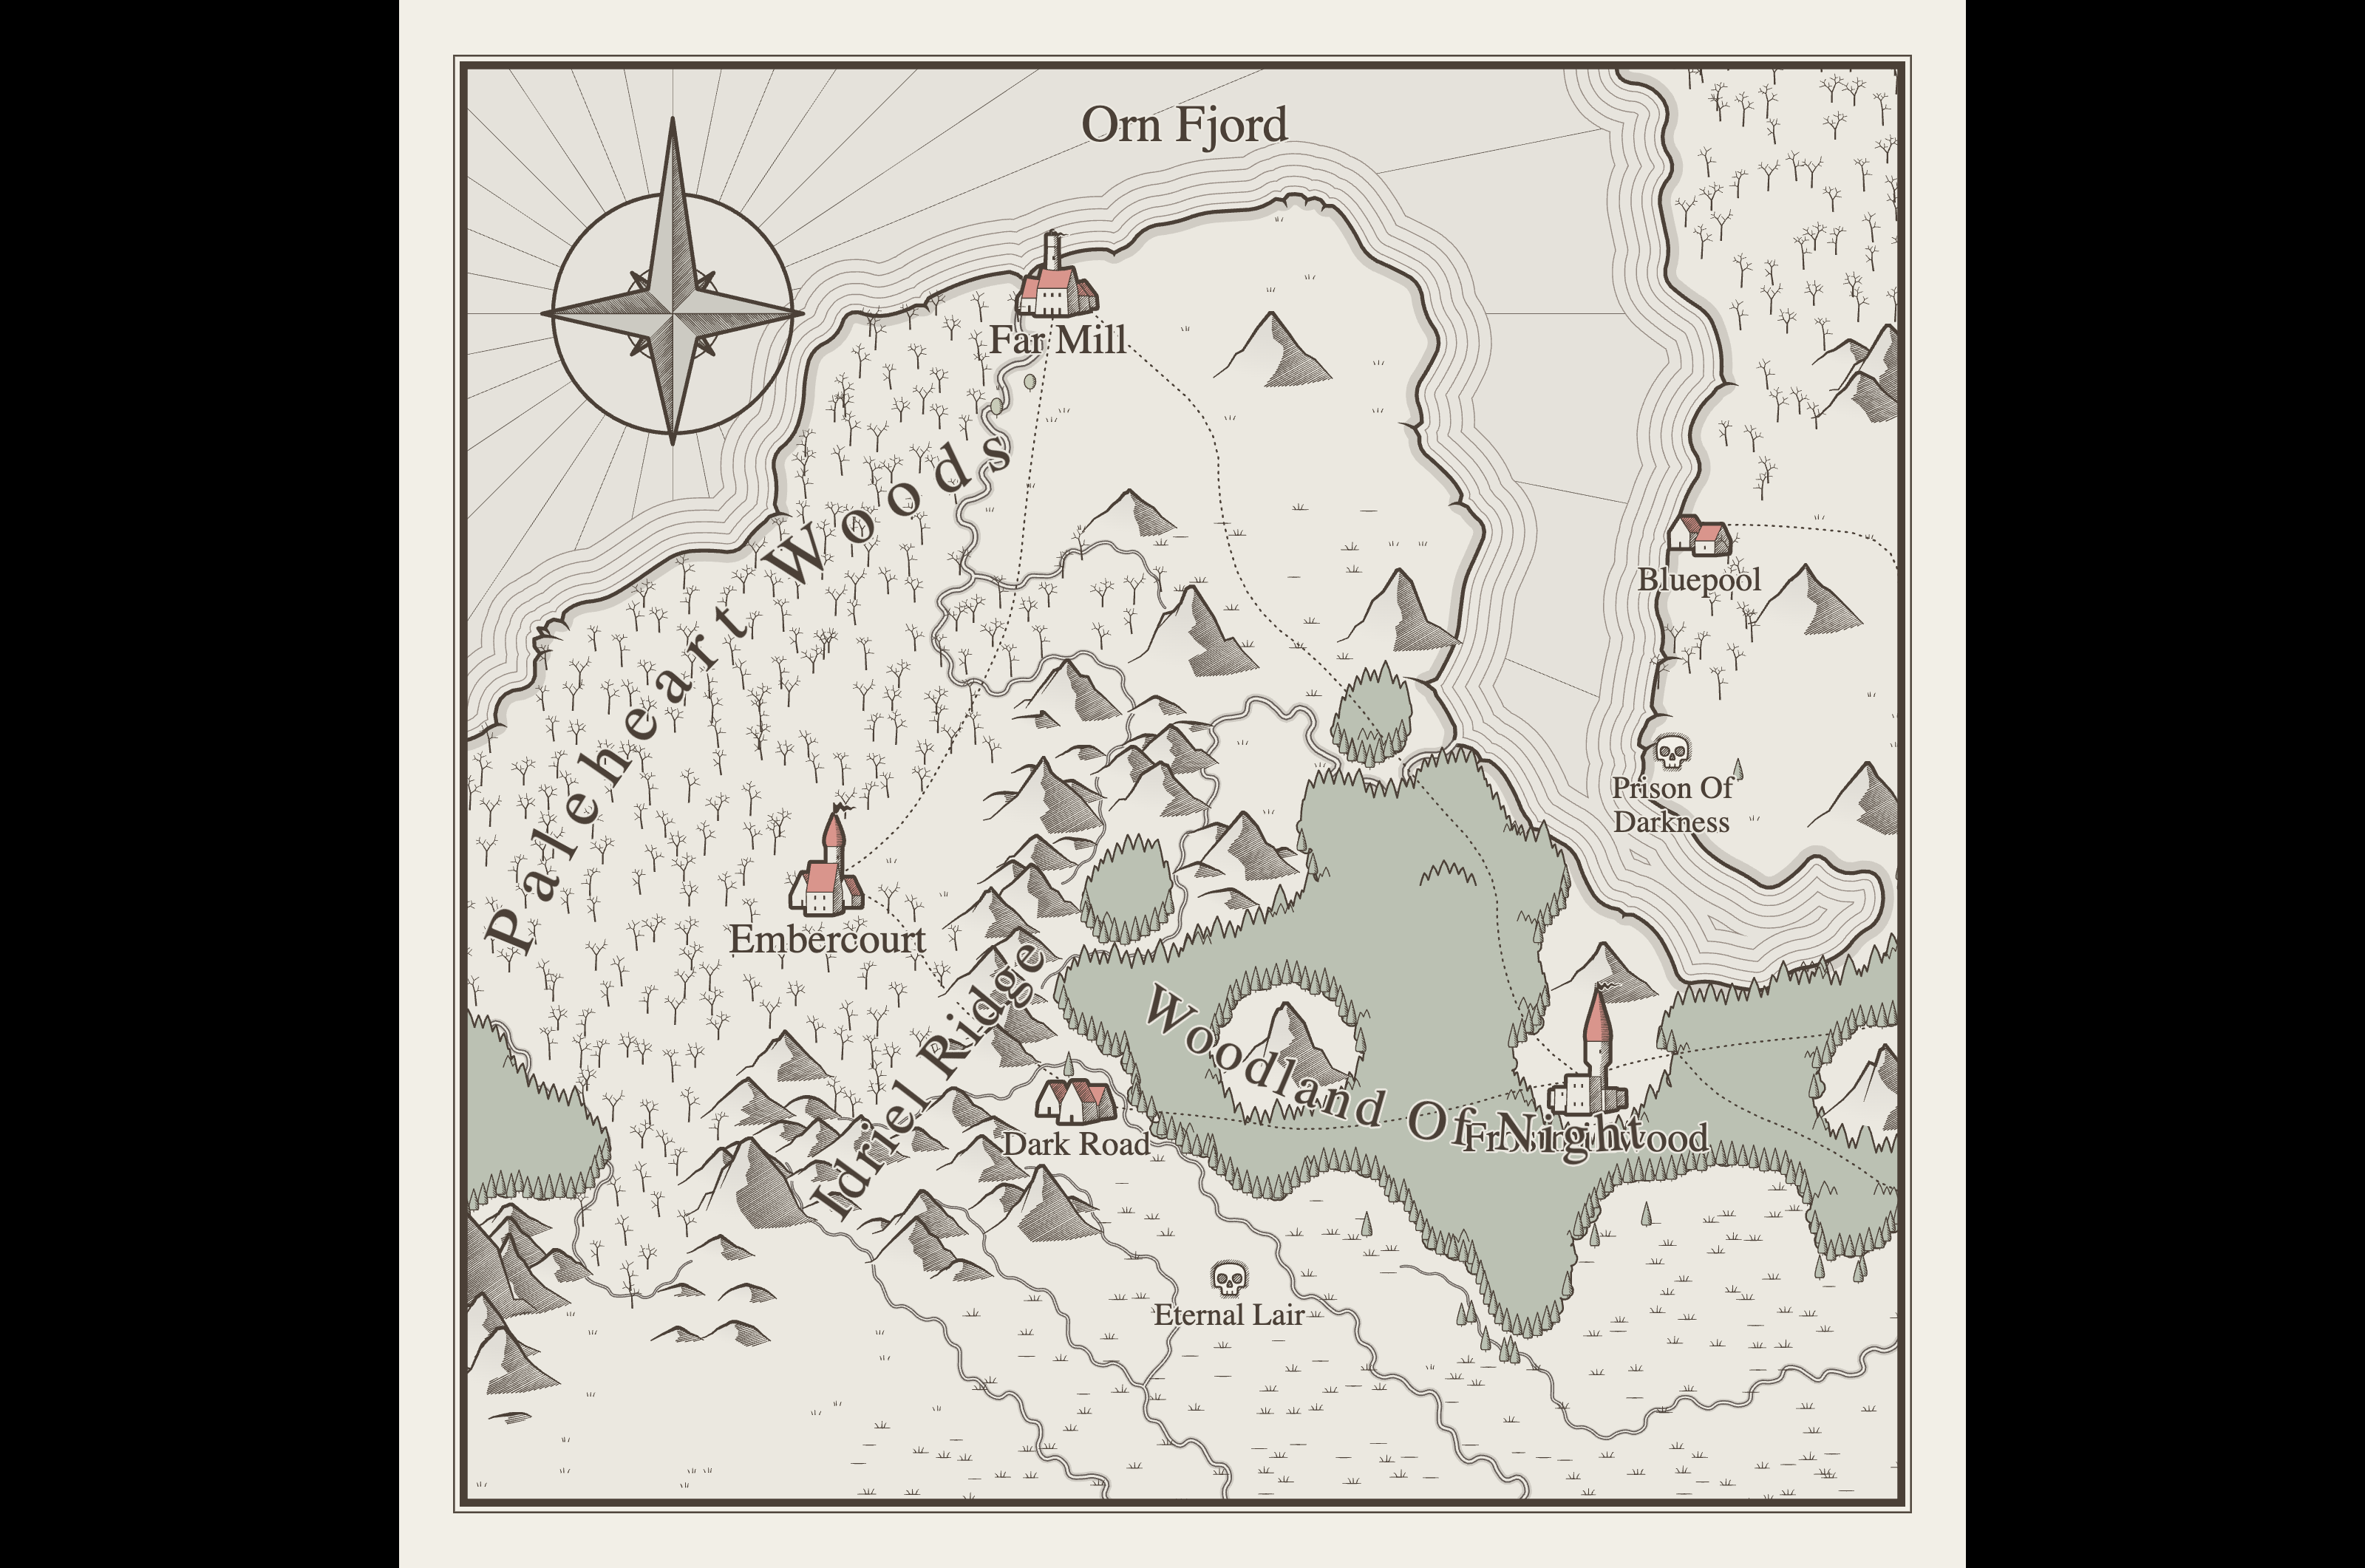 Orn Fjord
Far Mill
Paleheart Woods
Bluepool
Prison Of
Darkness
Embercourt
Idriel Ridge
Woodland Of Night
Dark Road
Eternal Lair